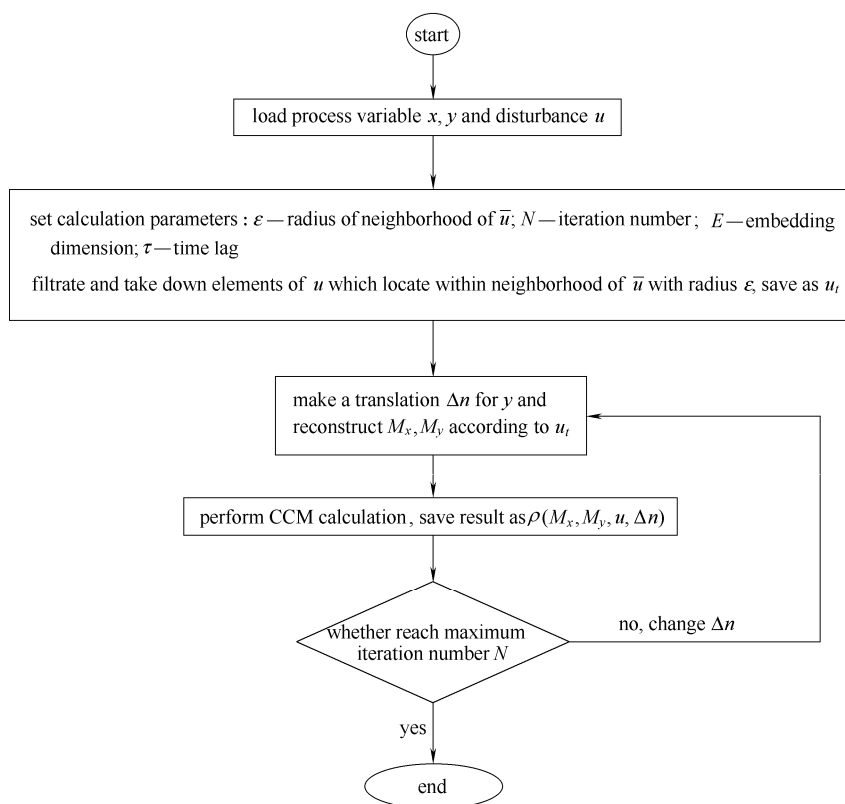 start
load process variable x, y and disturbance u
set calculation parameters : ε—radius of neighborhood of u̅; N—iteration number; E—embedding
dimension; τ—time lag
filtrate and take down elements of u which locate within neighborhood of u̅ with radius ε, save as uₜ
make a translation Δn for y and
reconstruct Mₓ, M_y according to uₜ
perform CCM calculation, save result as ρ(Mₓ, M_y, u, Δn)
whether reach maximum
iteration number N
no, change Δn
yes
end